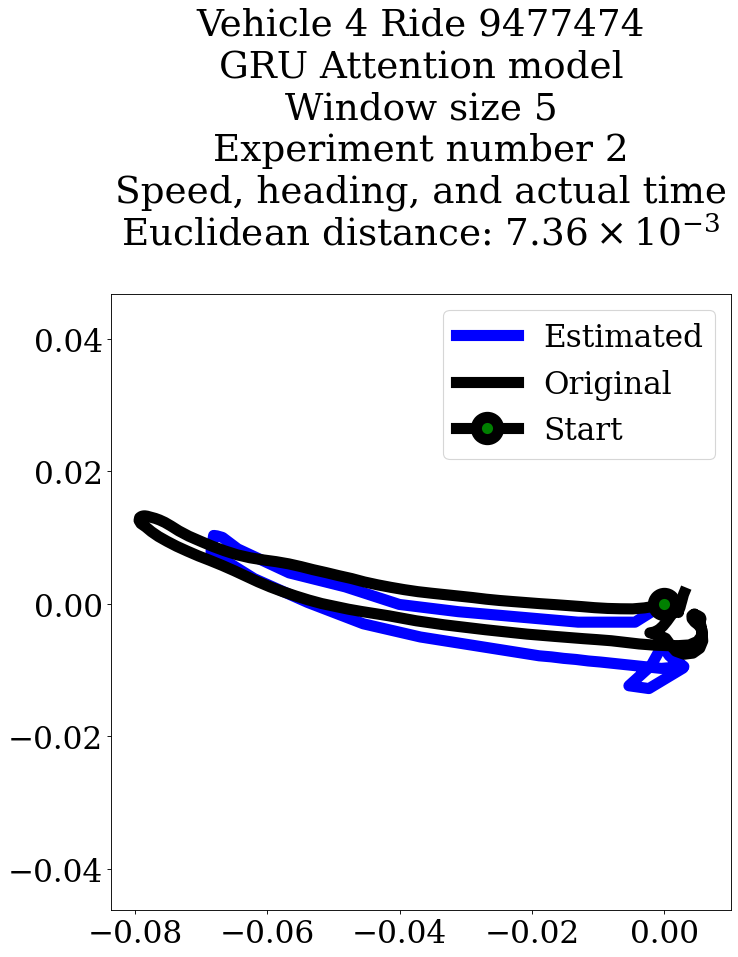 Vehicle 4 Ride 9477474
GRU Attention model
Window size 5
Experiment number 2
Speed, heading, and actual time
Euclidean distance: 7.36 × 10⁻³
Estimated
Original
Start
0.04
0.02
0.00
−0.02
−0.04
−0.08 −0.06 −0.04 −0.02 0.00